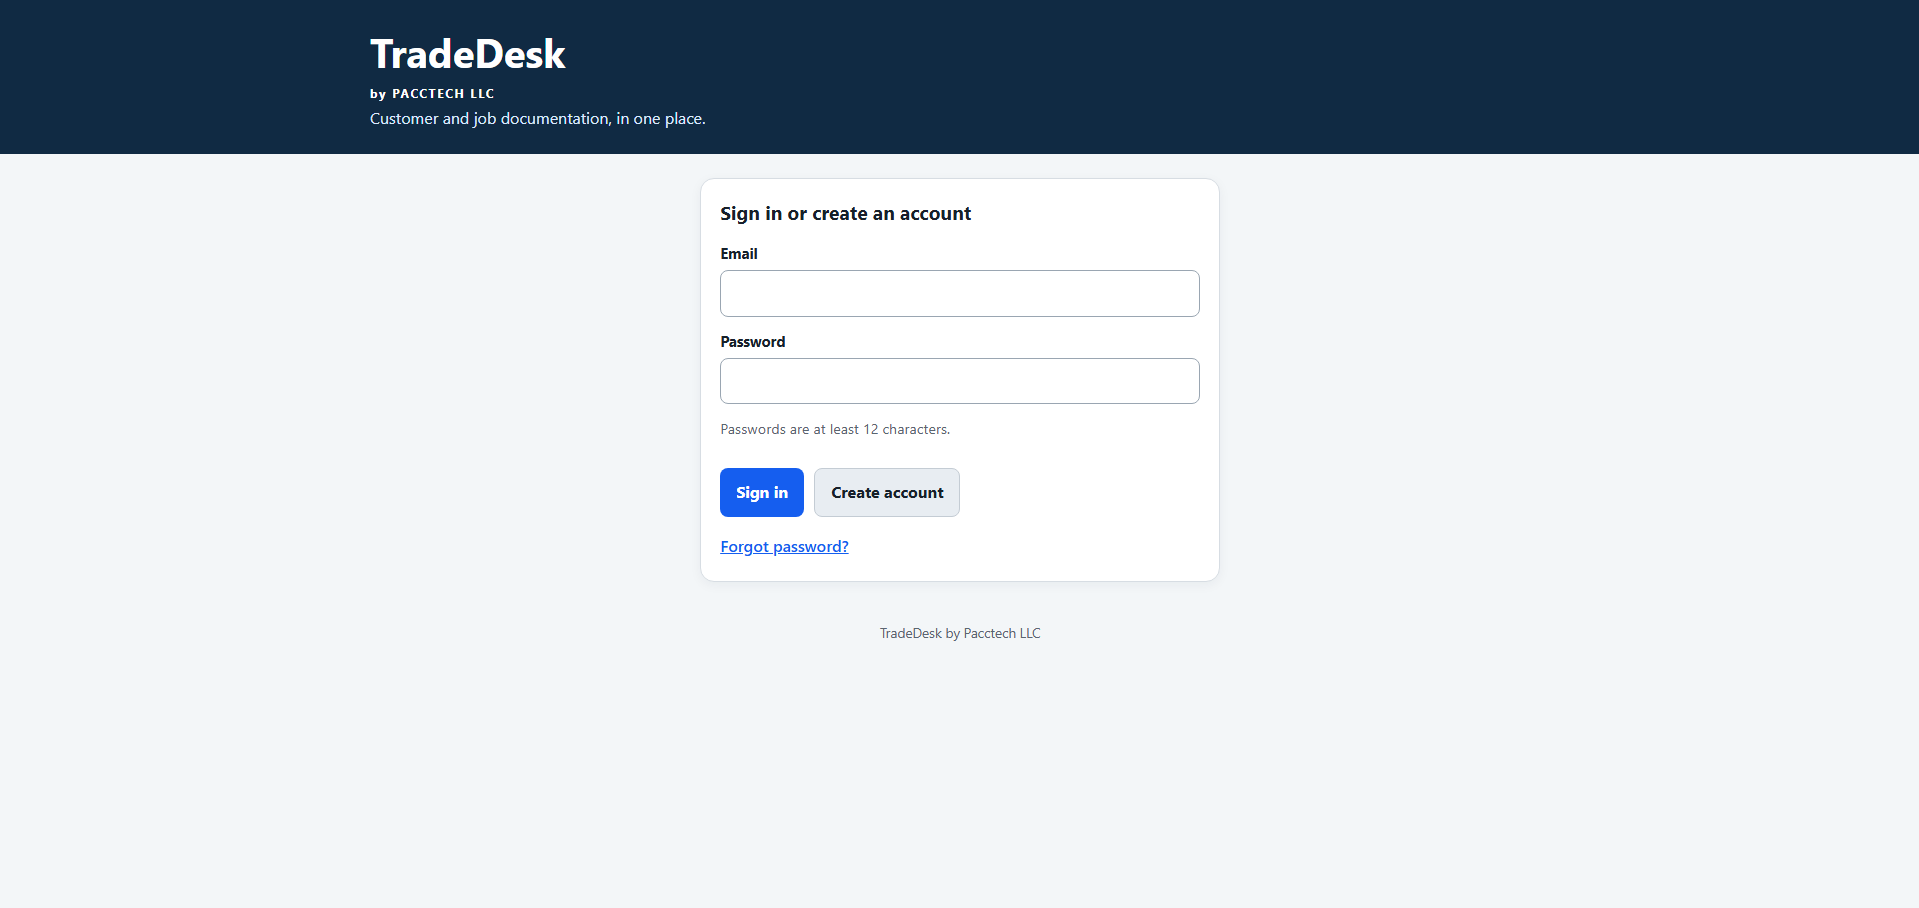 TradeDesk
by PACCTECH LLC
Customer and job documentation, in one place.
Sign in or create an account
Email
Password
Passwords are at least 12 characters.
Sign in
Create account
Forgot password?
TradeDesk by Pacctech LLC